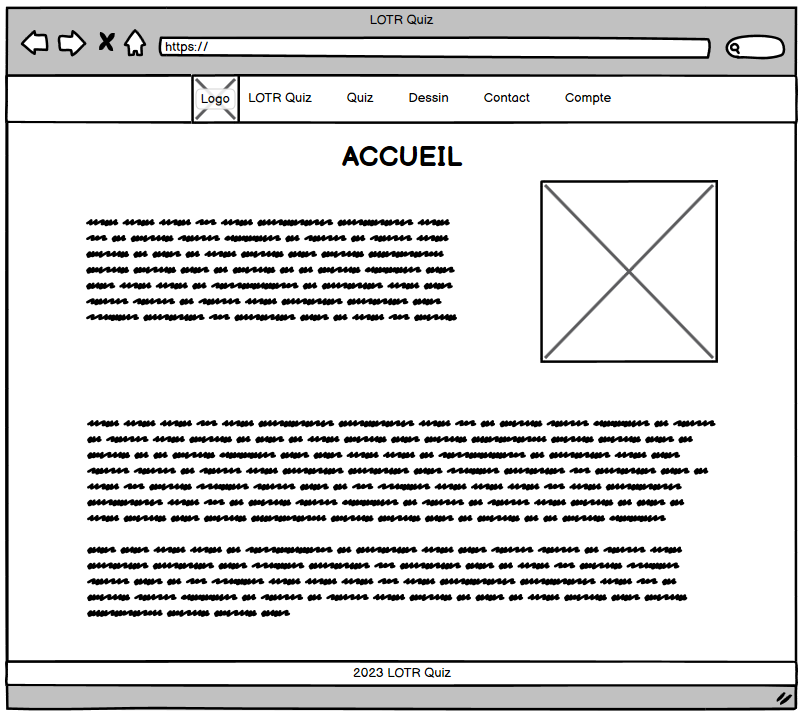 LOTR Quiz
https://
Logo LOTR Quiz Quiz Dessin Contact Compte
ACCUEIL
2023 LOTR Quiz